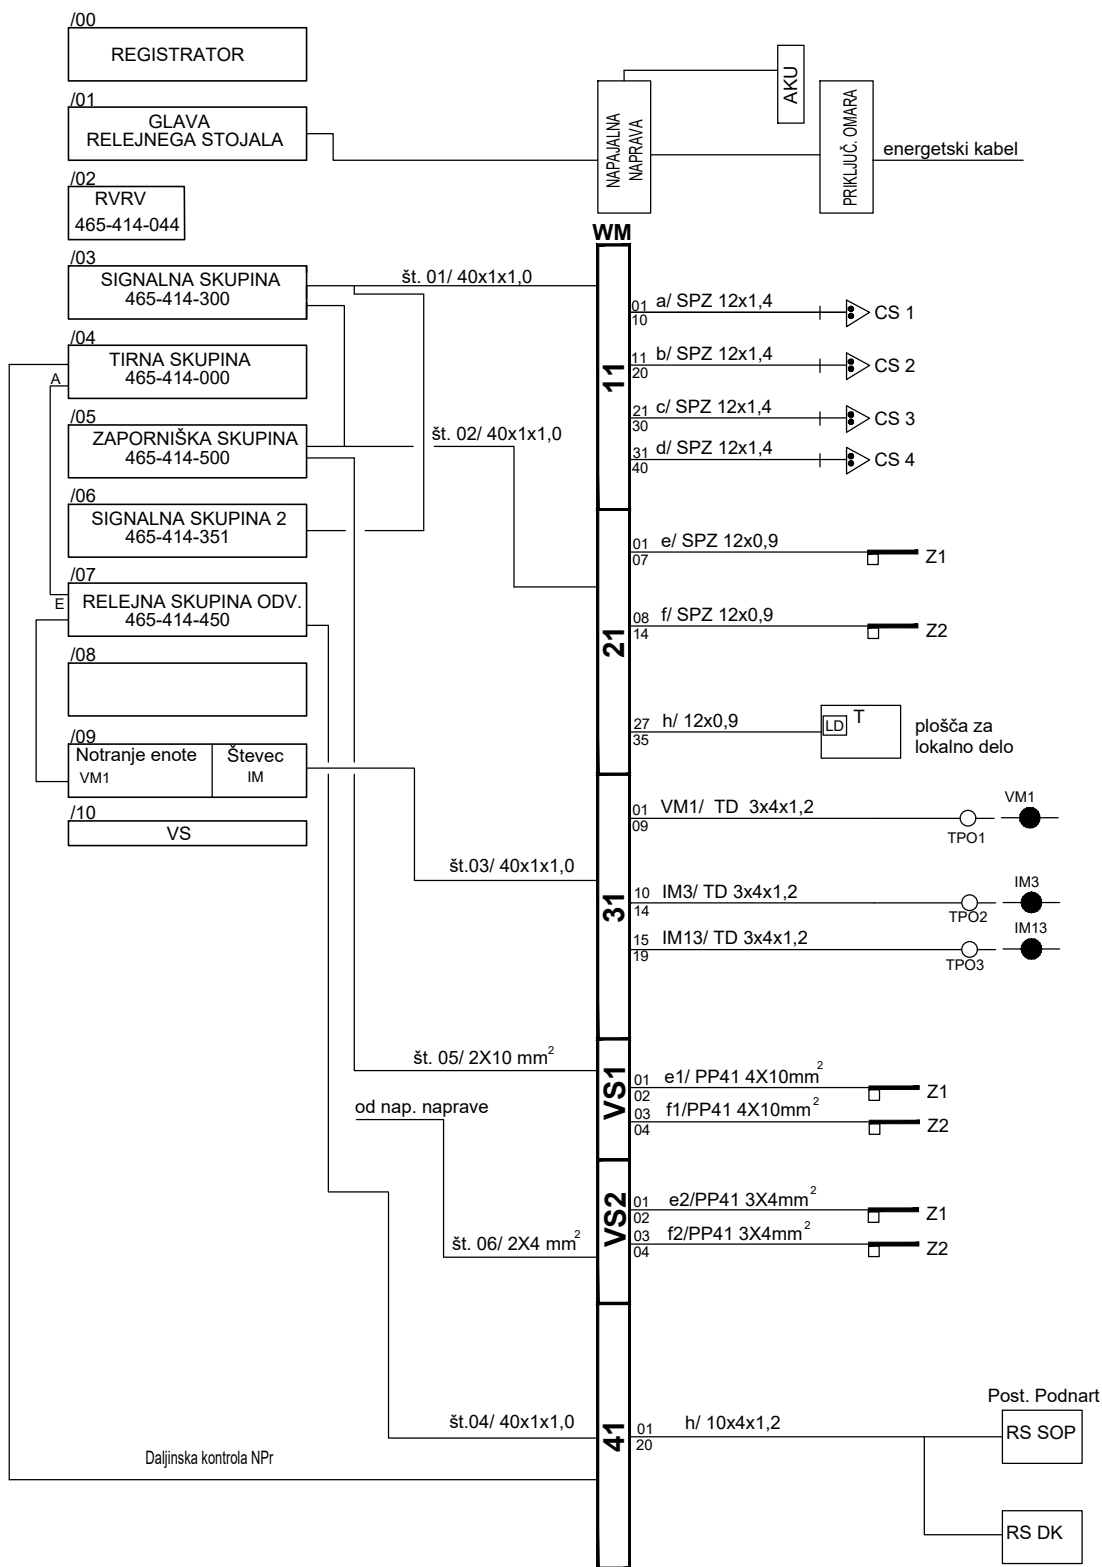 /00
REGISTRATOR
/01
GLAVA
RELEJNEGA STOJALA
/02
RVRV
465-414-044
/03
SIGNALNA SKUPINA
465-414-300
/04
TIRNA SKUPINA
465-414-000
A
/05
ZAPORNIŠKA SKUPINA
465-414-500
/06
SIGNALNA SKUPINA 2
465-414-351
/07
E
RELEJNA SKUPINA ODV.
465-414-450
/08
/09
Notranje enote
VM1
Števec
IM
/10
VS
AKU
NAPAJALNA
NAPRAVA
PRIKLJUČ. OMARA
energetski kabel
WM
št. 01/ 40x1x1,0
št. 02/ 40x1x1,0
št.03/ 40x1x1,0
št. 05/ 2X10 mm²
od nap. naprave
št. 06/ 2X4 mm²
št.04/ 40x1x1,0
Daljinska kontrola NPr
11
01
10
a/ SPZ 12x1,4
CS 1
11
20
b/ SPZ 12x1,4
CS 2
21
30
c/ SPZ 12x1,4
CS 3
31
40
d/ SPZ 12x1,4
CS 4
21
01
07
e/ SPZ 12x0,9
Z1
08
14
f/ SPZ 12x0,9
Z2
27
35
h/ 12x0,9
LD
T
plošča za
lokalno delo
31
01
09
VM1/ TD 3x4x1,2
TPO1
VM1
10
14
IM3/ TD 3x4x1,2
TPO2
IM3
15
19
IM13/ TD 3x4x1,2
TPO3
IM13
VS1
01
02
e1/ PP41 4X10mm²
Z1
03
04
f1/PP41 4X10mm²
Z2
VS2
01
02
e2/PP41 3X4mm²
Z1
03
04
f2/PP41 3X4mm²
Z2
41
01
20
h/ 10x4x1,2
Post. Podnart
RS SOP
RS DK